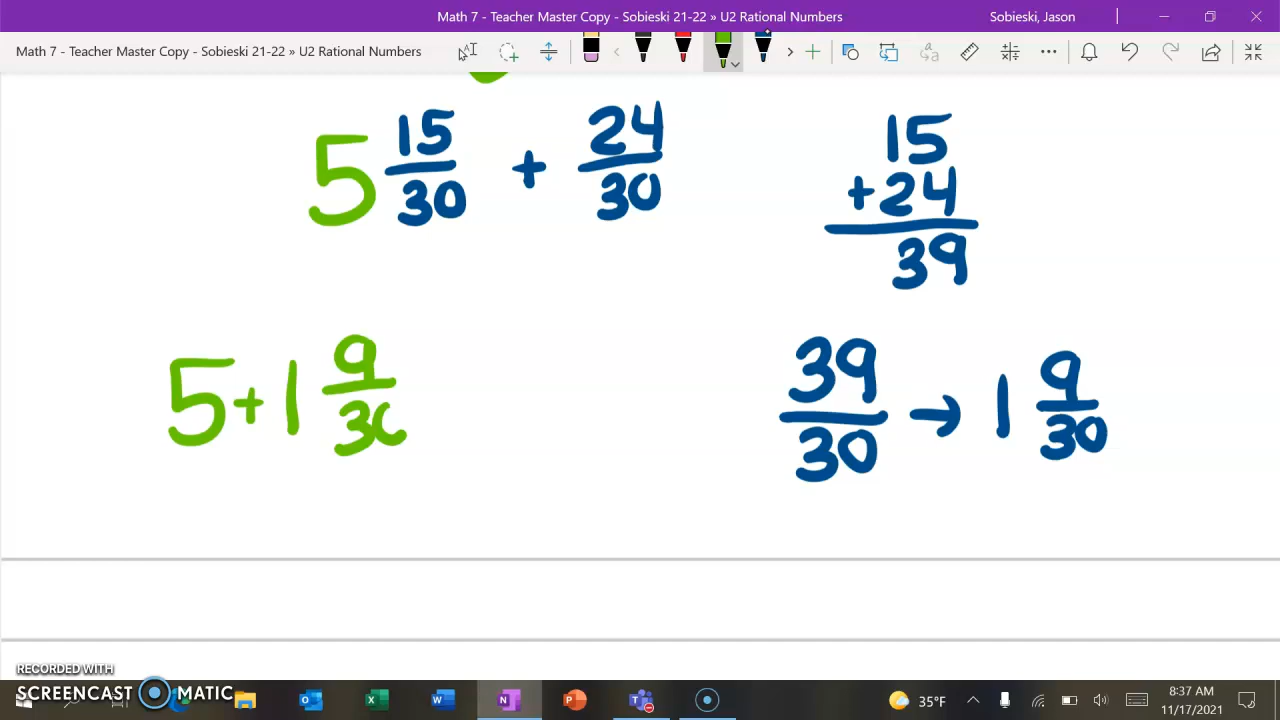 Math 7 - Teacher Master Copy - Sobieski 21-22 » U2 Rational Numbers
Sobieski, Jason
Math 7 - Teacher Master Copy - Sobieski 21-22 » U2 Rational Numbers
5 15/30 + 24/30
15
+24
39
5+1 9/30
39/30 → 1 9/30
RECORDED WITH
SCREENCAST MATIC
35°F
8:37 AM
11/17/2021